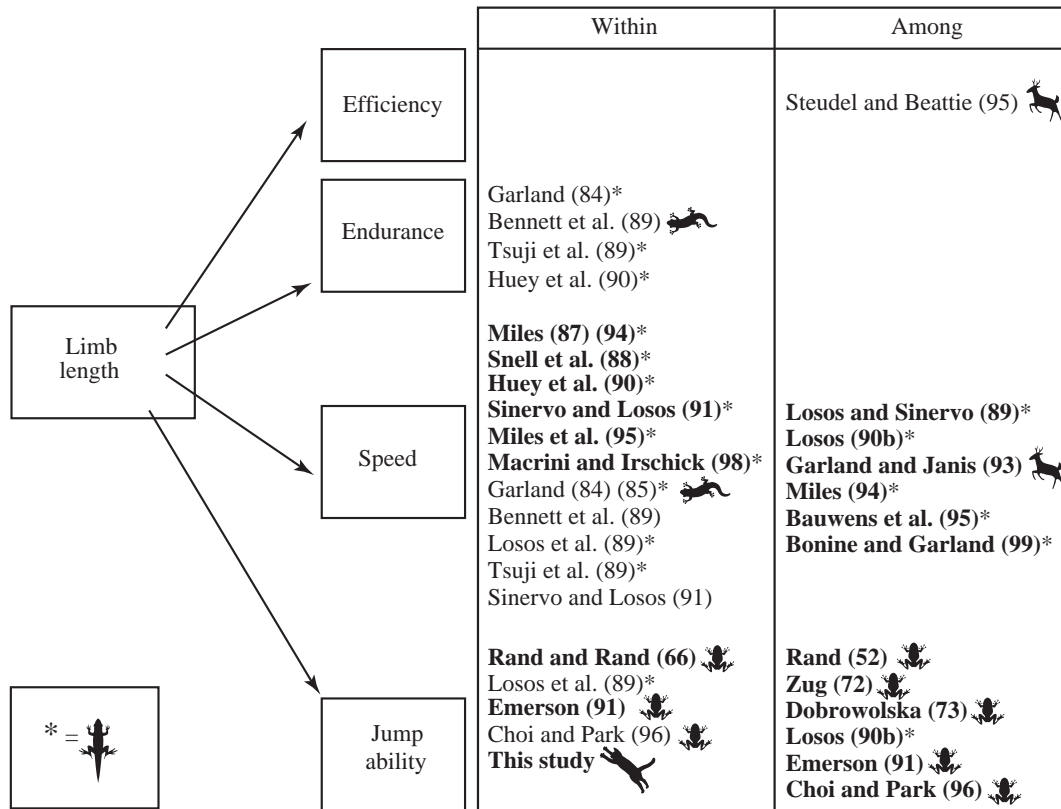 Within
Among
Efficiency
Steudel and Beattie (95)
Endurance
Garland (84)*
Bennett et al. (89)
Tsuji et al. (89)*
Huey et al. (90)*
Limb
length
Speed
Miles (87) (94)*
Snell et al. (88)*
Huey et al. (90)*
Sinervo and Losos (91)*
Miles et al. (95)*
Macrini and Irschick (98)*
Garland (84) (85)*
Bennett et al. (89)
Losos et al. (89)*
Tsuji et al. (89)*
Sinervo and Losos (91)
Losos and Sinervo (89)*
Losos (90b)*
Garland and Janis (93)
Miles (94)*
Bauwens et al. (95)*
Bonine and Garland (99)*
Jump
ability
Rand and Rand (66)
Losos et al. (89)*
Emerson (91)
Choi and Park (96)
This study
Rand (52)
Zug (72)
Dobrowolska (73)
Losos (90b)*
Emerson (91)
Choi and Park (96)
* =